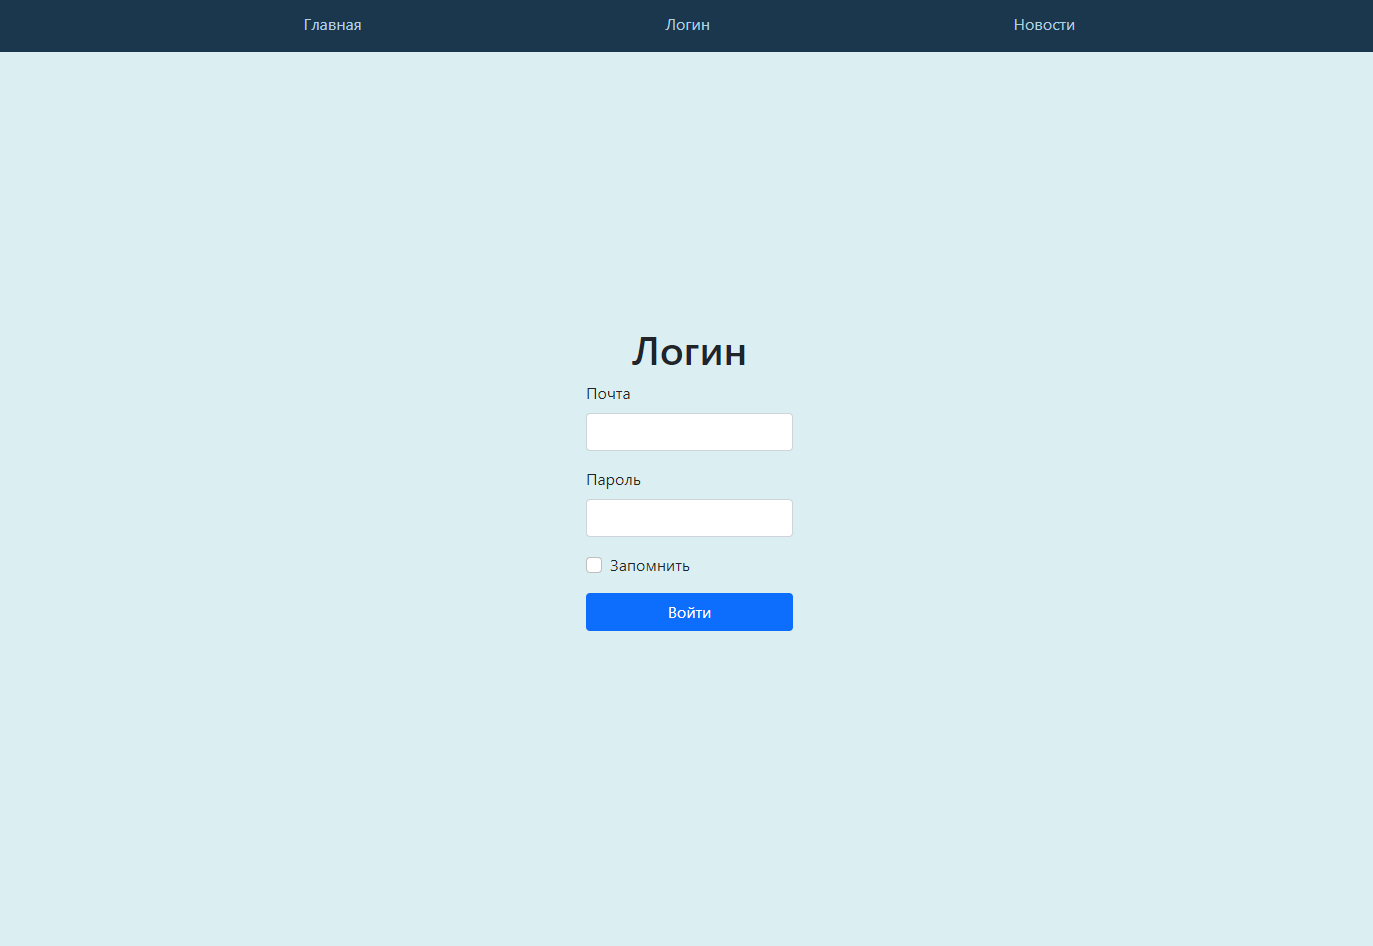 Главная Логин Новости
Логин
Почта
Пароль
Запомнить
Войти